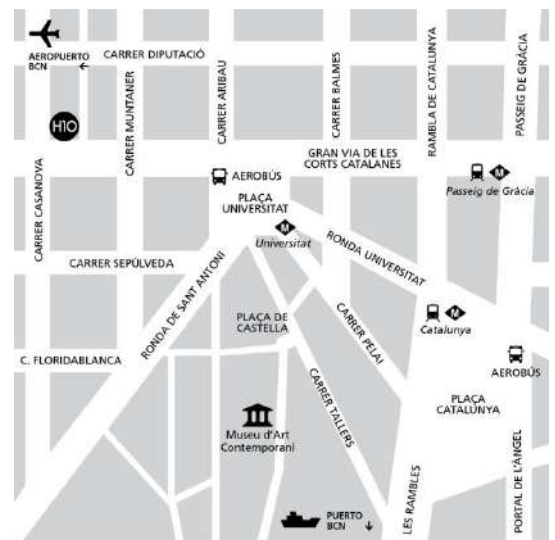 AEROPUERTO
BCN ←
CARRER DIPUTACIÓ
H10
CARRER CASANOVA
CARRER MUNTANER
CARRER ARIBAU
CARRER BALMES
RAMBLA DE CATALUNYA
PASSEIG DE GRÀCIA
GRAN VIA DE LES
CORTS CATALANES
AEROBÚS
PLAÇA
UNIVERSITAT
M
Universitat
M
Passeig de Gràcia
RONDA UNIVERSITAT
CARRER SEPÚLVEDA
RONDA DE SANT ANTONI
PLAÇA DE
CASTELLA
CARRER PELAI
M
Catalunya
AEROBÚS
C. FLORIDABLANCA
CARRER TALLERS
PLAÇA
CATALUNYA
Museu d'Art
Contemporani
LES RAMBLES
PORTAL DE L'ÀNGEL
PUERTO
BCN ↓